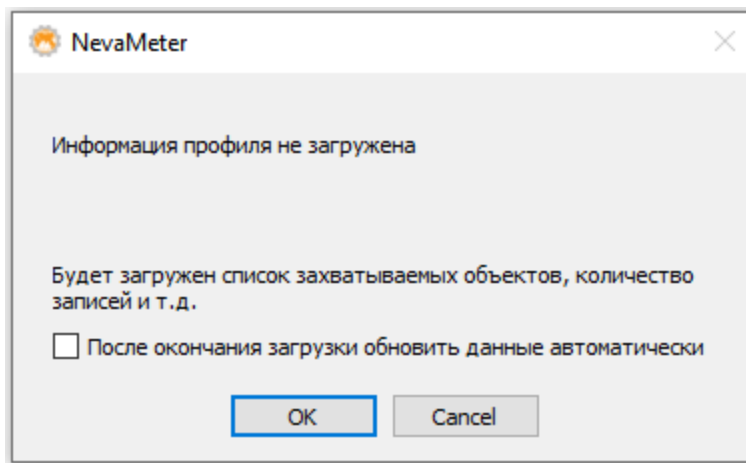 NevaMeter
Информация профиля не загружена
Будет загружен список захватываемых объектов, количество
записей и т.д.
После окончания загрузки обновить данные автоматически
OK
Cancel